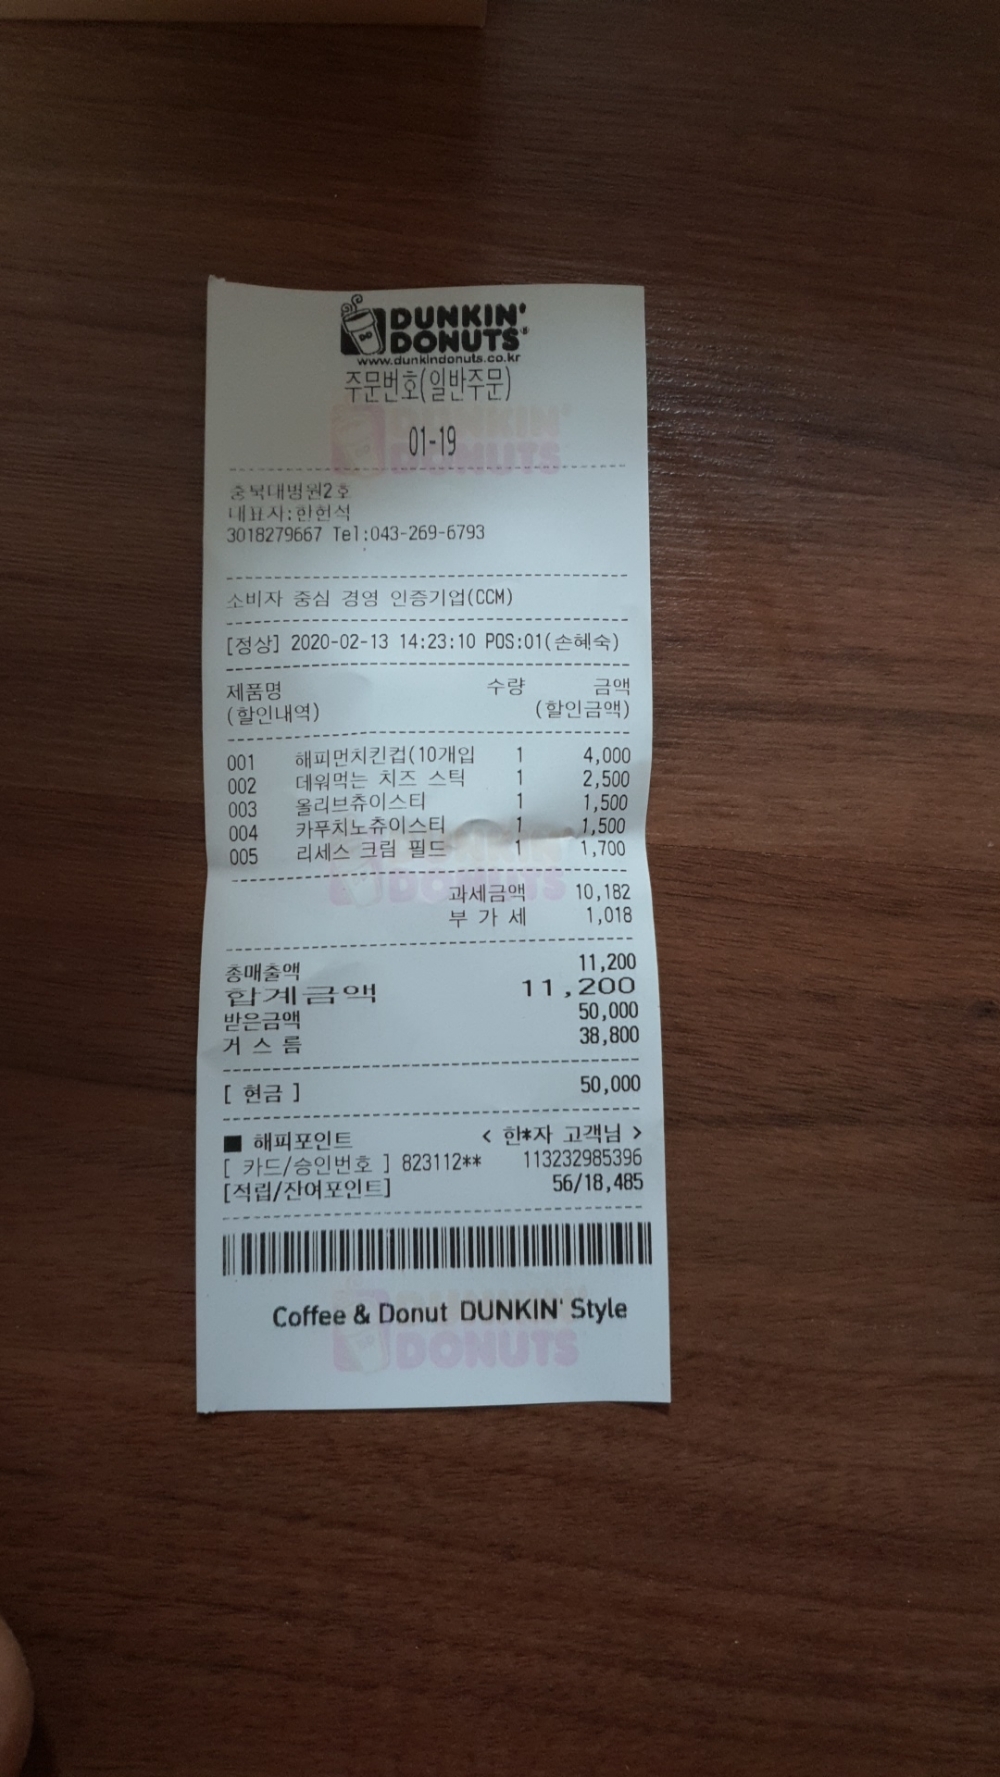 DUNKIN'
DONUTS
www.dunkindonuts.co.kr
주문번호(일반주문)
01-19
충북대병원2호
대표자:한헌석
3018279667 Tel:043-269-6793
소비자 중심 경영 인증기업(CCM)
[정상] 2020-02-13 14:23:10 POS:01(손혜숙)
제품명 수량 금액
(할인내역) (할인금액)
001 해피먼치킨컵(10개입 1 4,000
002 데워먹는 치즈 스틱 1 2,500
003 올리브츄이스티 1 1,500
004 카푸치노츄이스티 1 1,500
005 리세스 크림 필드 1 1,700
과세금액 10,182
부 가 세 1,018
총매출액 11,200
합계금액 11,200
받은금액 50,000
거 스 름 38,800
[ 현금 ] 50,000
■ 해피포인트 < 한*자 고객님 >
[ 카드/승인번호 ] 823112** 113232985396
[적립/잔여포인트] 56/18,485
Coffee & Donut DUNKIN' Style
DONUTS